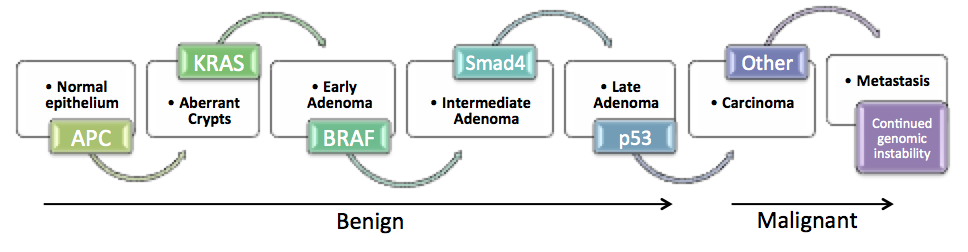 • Normal
epithelium
APC
KRAS
• Aberrant
Crypts
• Early
Adenoma
BRAF
Smad4
• Intermediate
Adenoma
• Late
Adenoma
p53
Other
• Carcinoma
• Metastasis
Continued
genomic
instability
Benign
Malignant